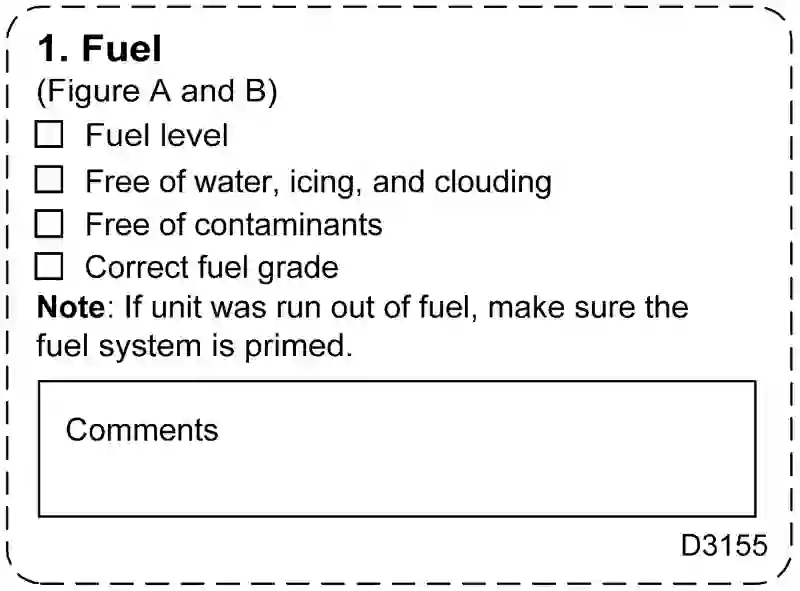 1. Fuel
(Figure A and B)
Fuel level
Free of water, icing, and clouding
Free of contaminants
Correct fuel grade
Note: If unit was run out of fuel, make sure the
fuel system is primed.
Comments
D3155